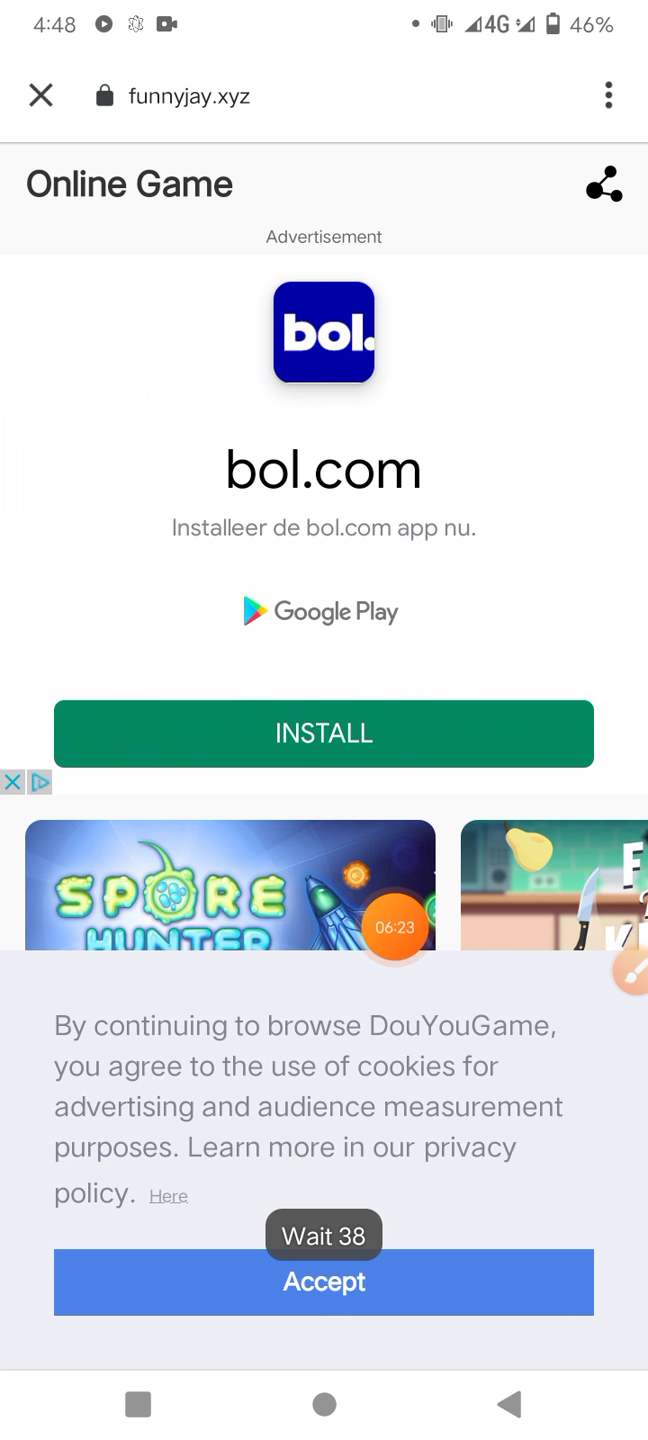 4:48
4G
46%
funnyjay.xyz
Online Game
Advertisement
bol.
bol.com
Installeer de bol.com app nu.
Google Play
INSTALL
SPORE
HUNTER
06:23
By continuing to browse DouYouGame,
you agree to the use of cookies for
advertising and audience measurement
purposes. Learn more in our privacy
policy. Here
Wait 38
Accept